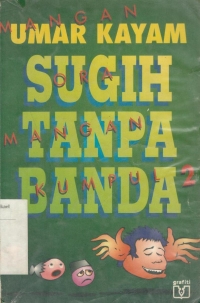 MANGAN
UMAR KAYAM
ORA
SUGIH
MANGAN
TANPA
KUMPUL 2
BANDA
grafiti